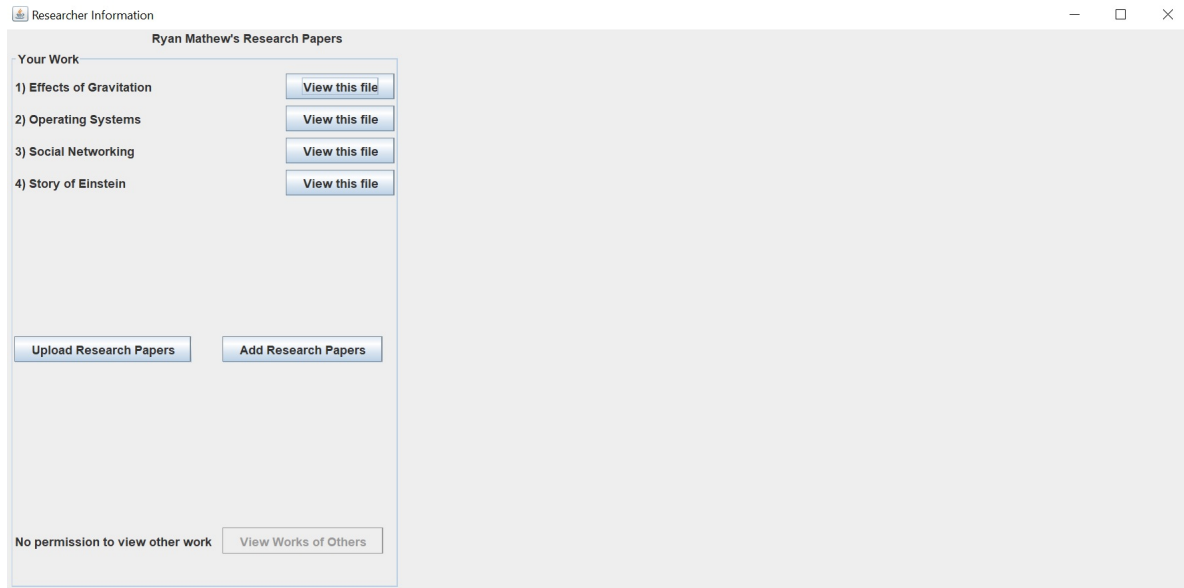 Researcher Information
Ryan Mathew's Research Papers
Your Work
1) Effects of Gravitation View this file
2) Operating Systems View this file
3) Social Networking View this file
4) Story of Einstein View this file
Upload Research Papers Add Research Papers
No permission to view other work View Works of Others